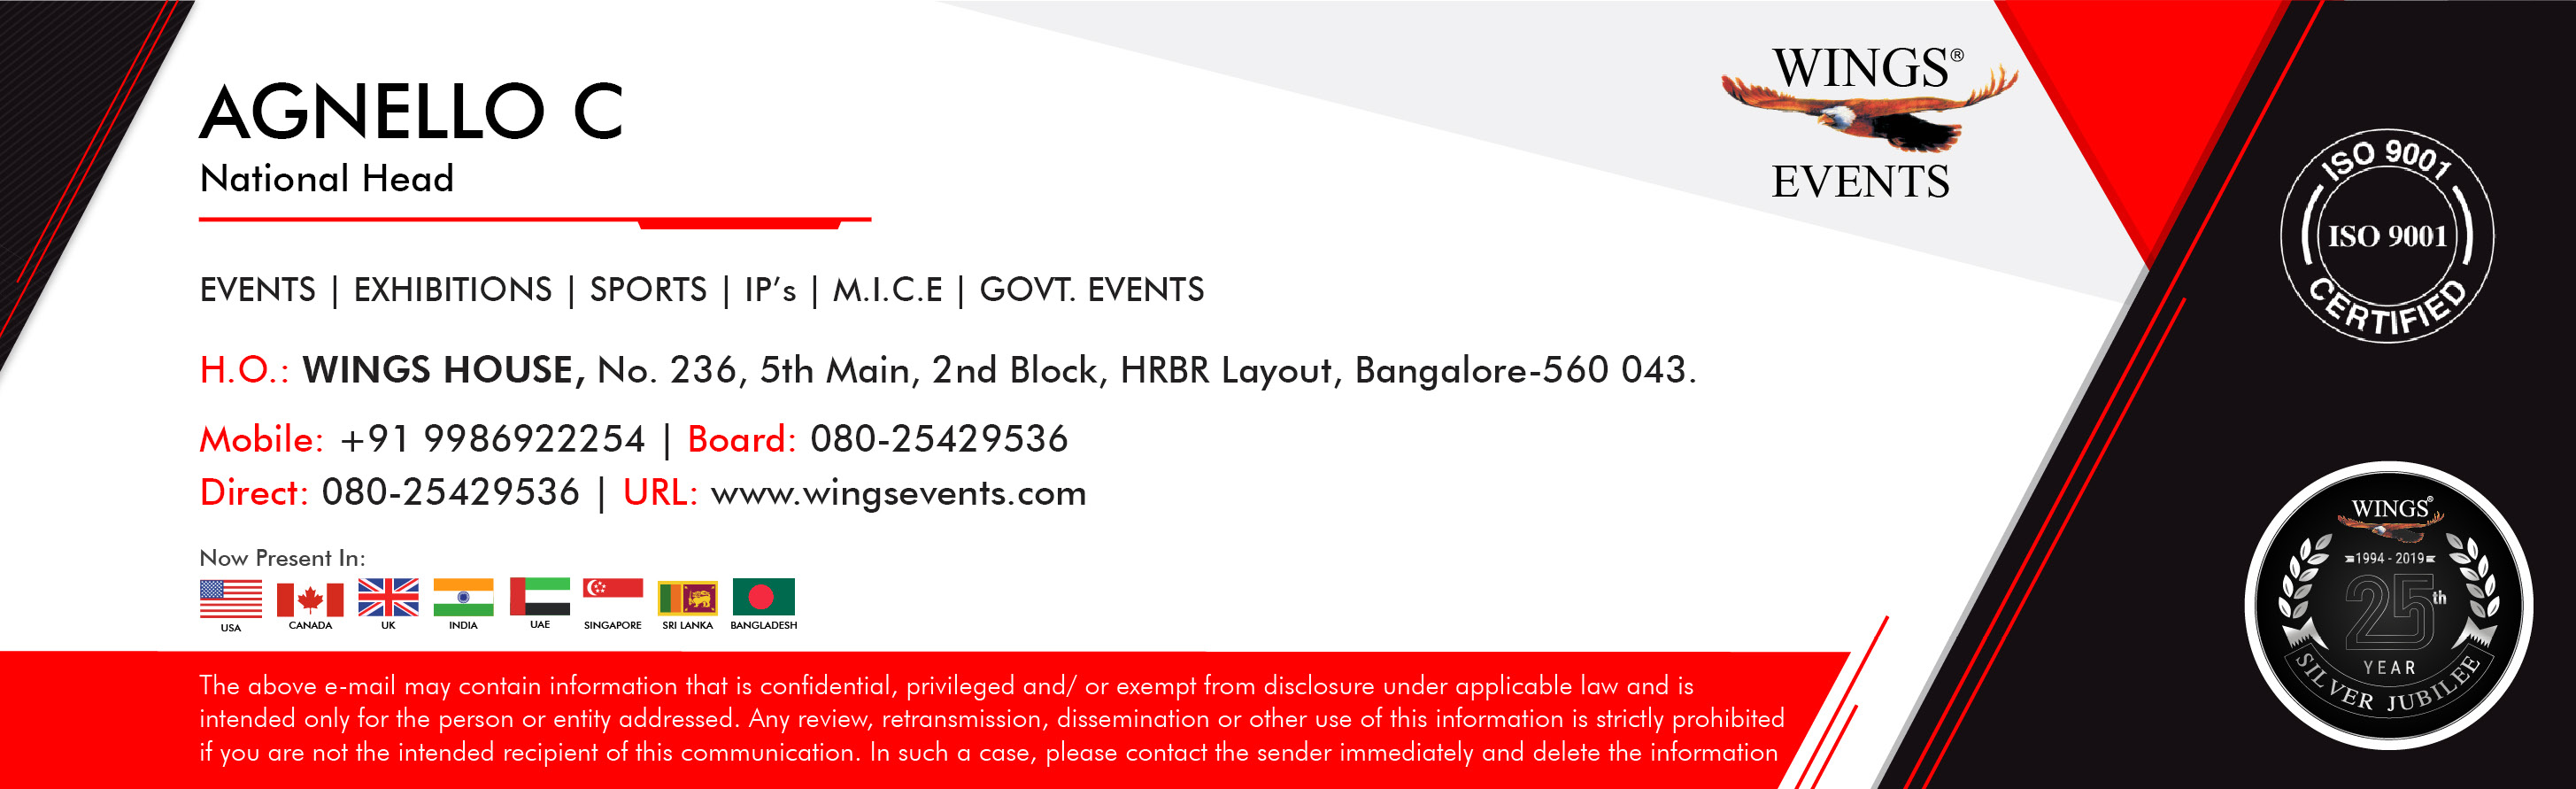 AGNELLO C
National Head
WINGS®
EVENTS
EVENTS | EXHIBITIONS | SPORTS | IP’s | M.I.C.E | GOVT. EVENTS
H.O.: WINGS HOUSE, No. 236, 5th Main, 2nd Block, HRBR Layout, Bangalore-560 043.
Mobile: +91 9986922254 | Board: 080-25429536
Direct: 080-25429536 | URL: www.wingsevents.com
Now Present In:
USA CANADA UK INDIA UAE SINGAPORE SRI LANKA BANGLADESH
The above e-mail may contain information that is confidential, privileged and/ or exempt from disclosure under applicable law and is
intended only for the person or entity addressed. Any review, retransmission, dissemination or other use of this information is strictly prohibited
if you are not the intended recipient of this communication. In such a case, please contact the sender immediately and delete the information
ISO 9001
ISO 9001
CERTIFIED
WINGS®
1994 - 2019
25th
YEAR
SILVER JUBILEE